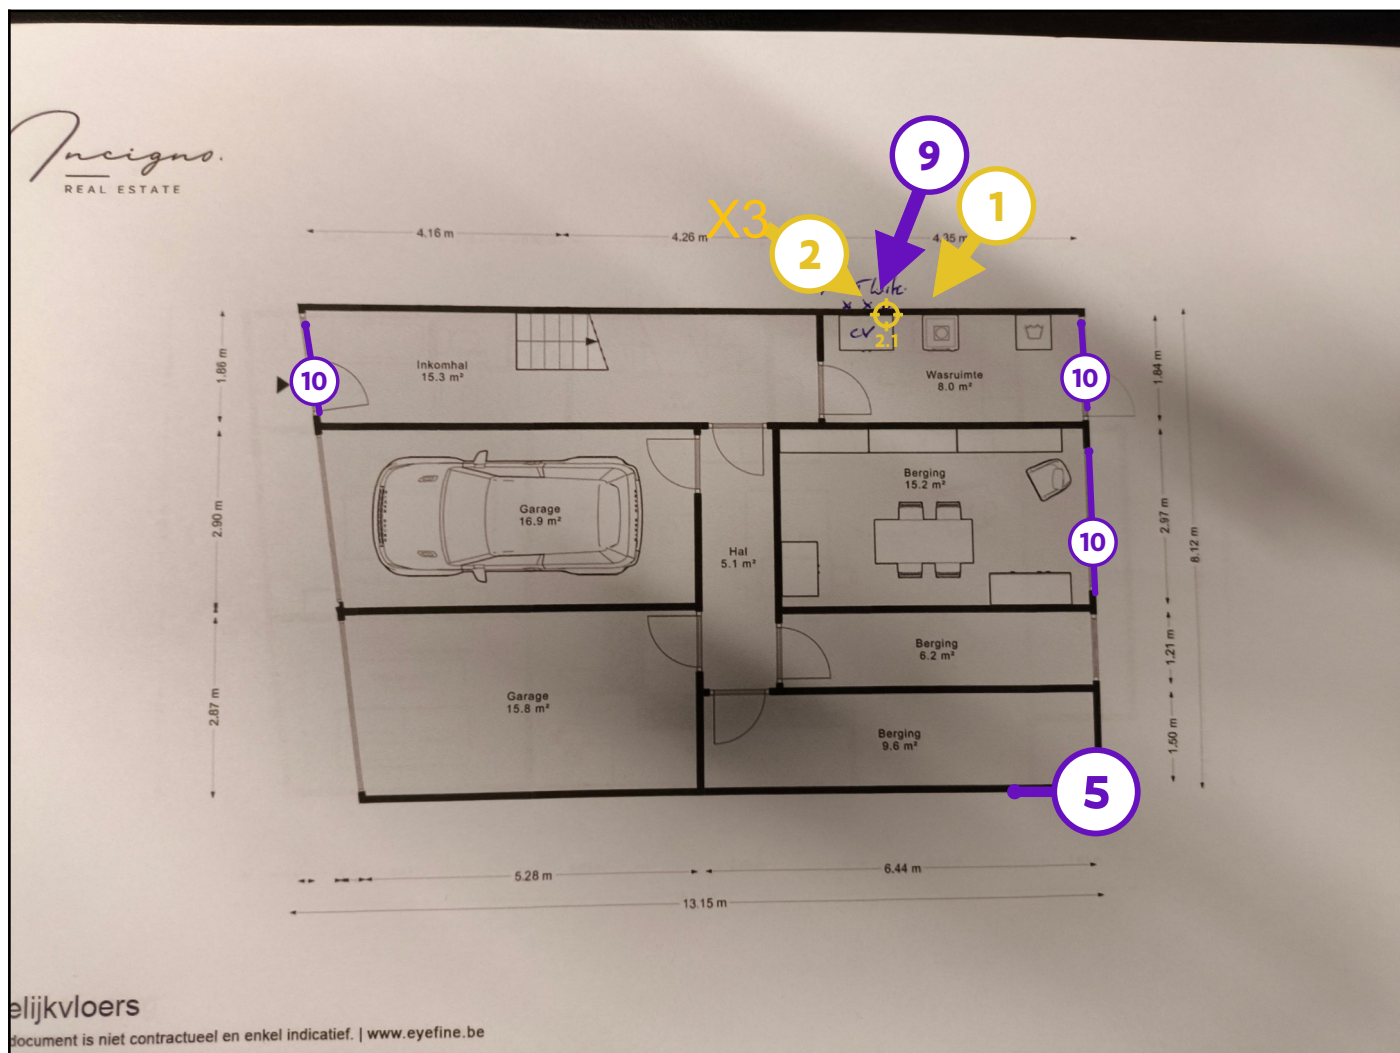 Incigno.
REAL ESTATE
9
1
X3
2
4.16 m
4.26 m
4.35 m
cv
2.1
1.86 m
Inkomhal
15.3 m²
10
Wasruimte
8.0 m²
10
1.84 m
2.90 m
Garage
16.9 m²
Hal
5.1 m²
Berging
15.2 m²
10
2.97 m
8.12 m
2.87 m
Garage
15.8 m²
Berging
6.2 m²
1.21 m
Berging
9.6 m²
1.50 m
5
5.28 m
6.44 m
13.15 m
elijkvloers
document is niet contractueel en enkel indicatief. | www.eyefine.be